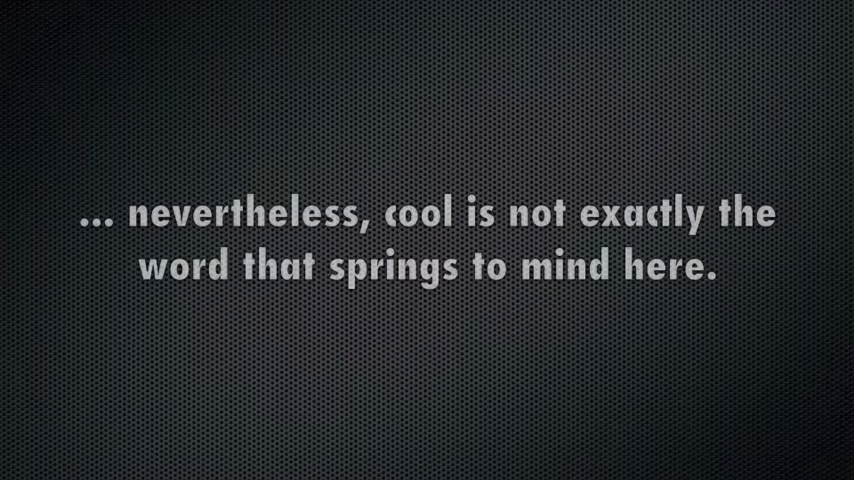 ... nevertheless, cool is not exactly the
word that springs to mind here.